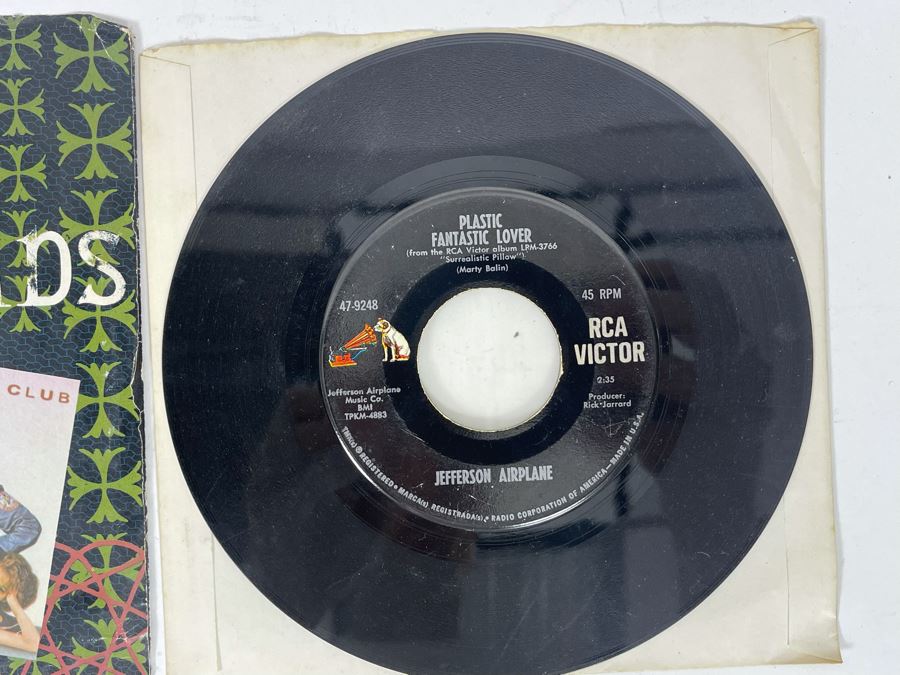 DS
CLUB
PLASTIC
FANTASTIC LOVER
(from the RCA Victor album LPM-3766
"Surrealistic Pillow")
(Marty Balin)
47-9248
45 RPM
RCA
VICTOR
2:35
Producer:
Rick Jarrard
Jefferson Airplane
Music Co.
BMI
TPKM-4883
JEFFERSON AIRPLANE
TMK(s) ® REGISTERED • MARCA(s) REGISTRADA(s) • RADIO CORPORATION OF AMERICA—MADE IN U.S.A.